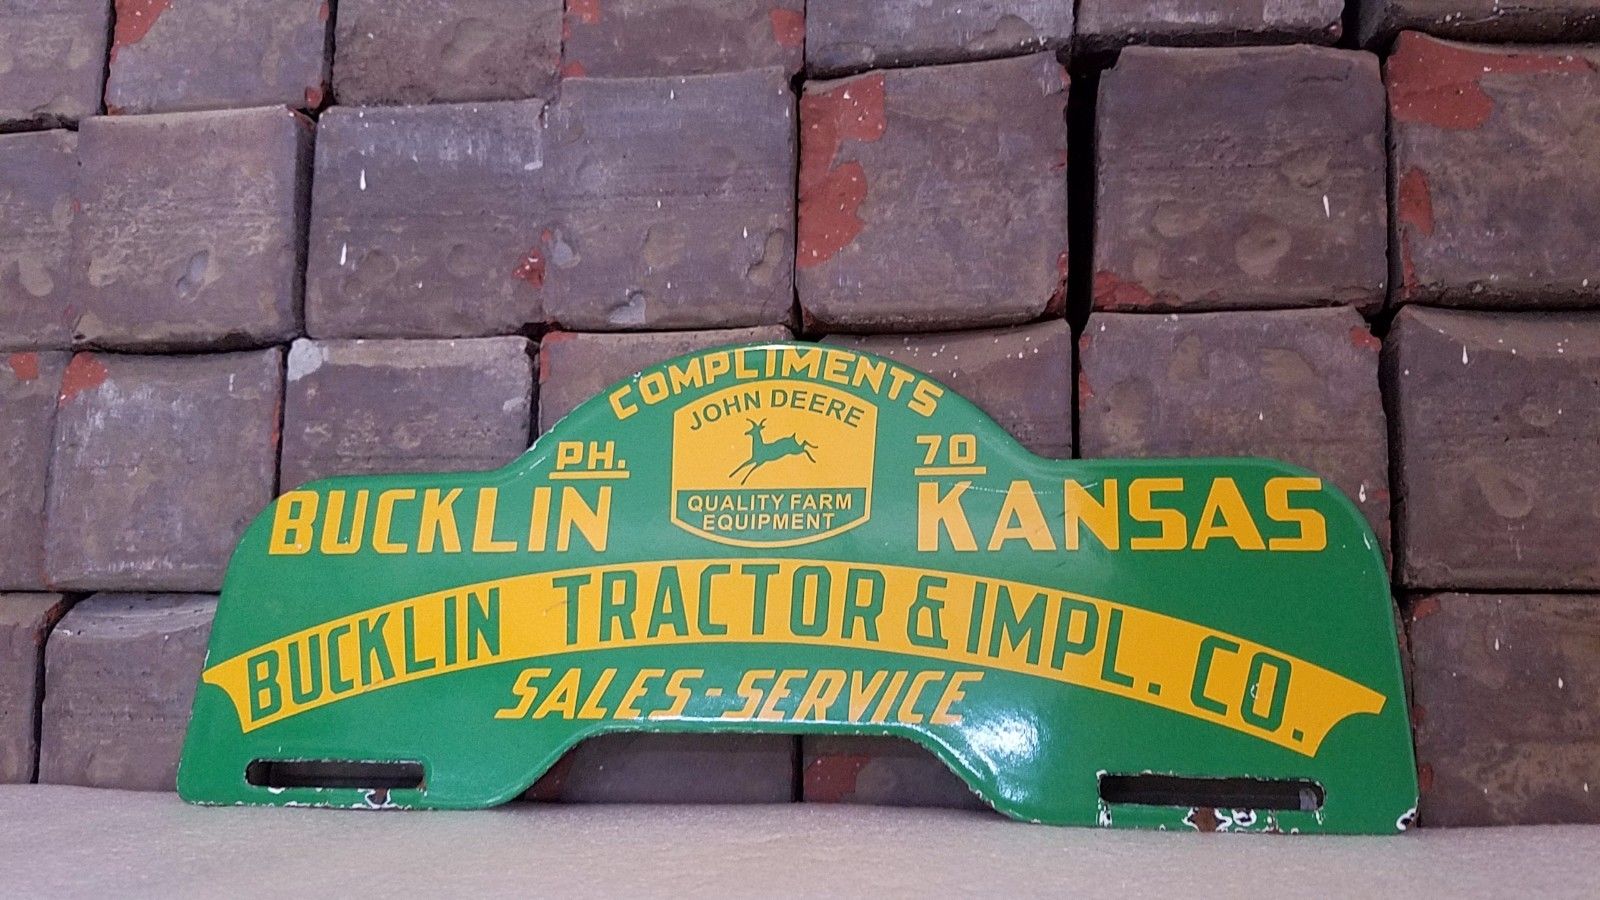 COMPLIMENTS
JOHN DEERE
PH. 70
QUALITY FARM
EQUIPMENT
BUCKLIN KANSAS
BUCKLIN TRACTOR & IMPL. CO.
SALES-SERVICE